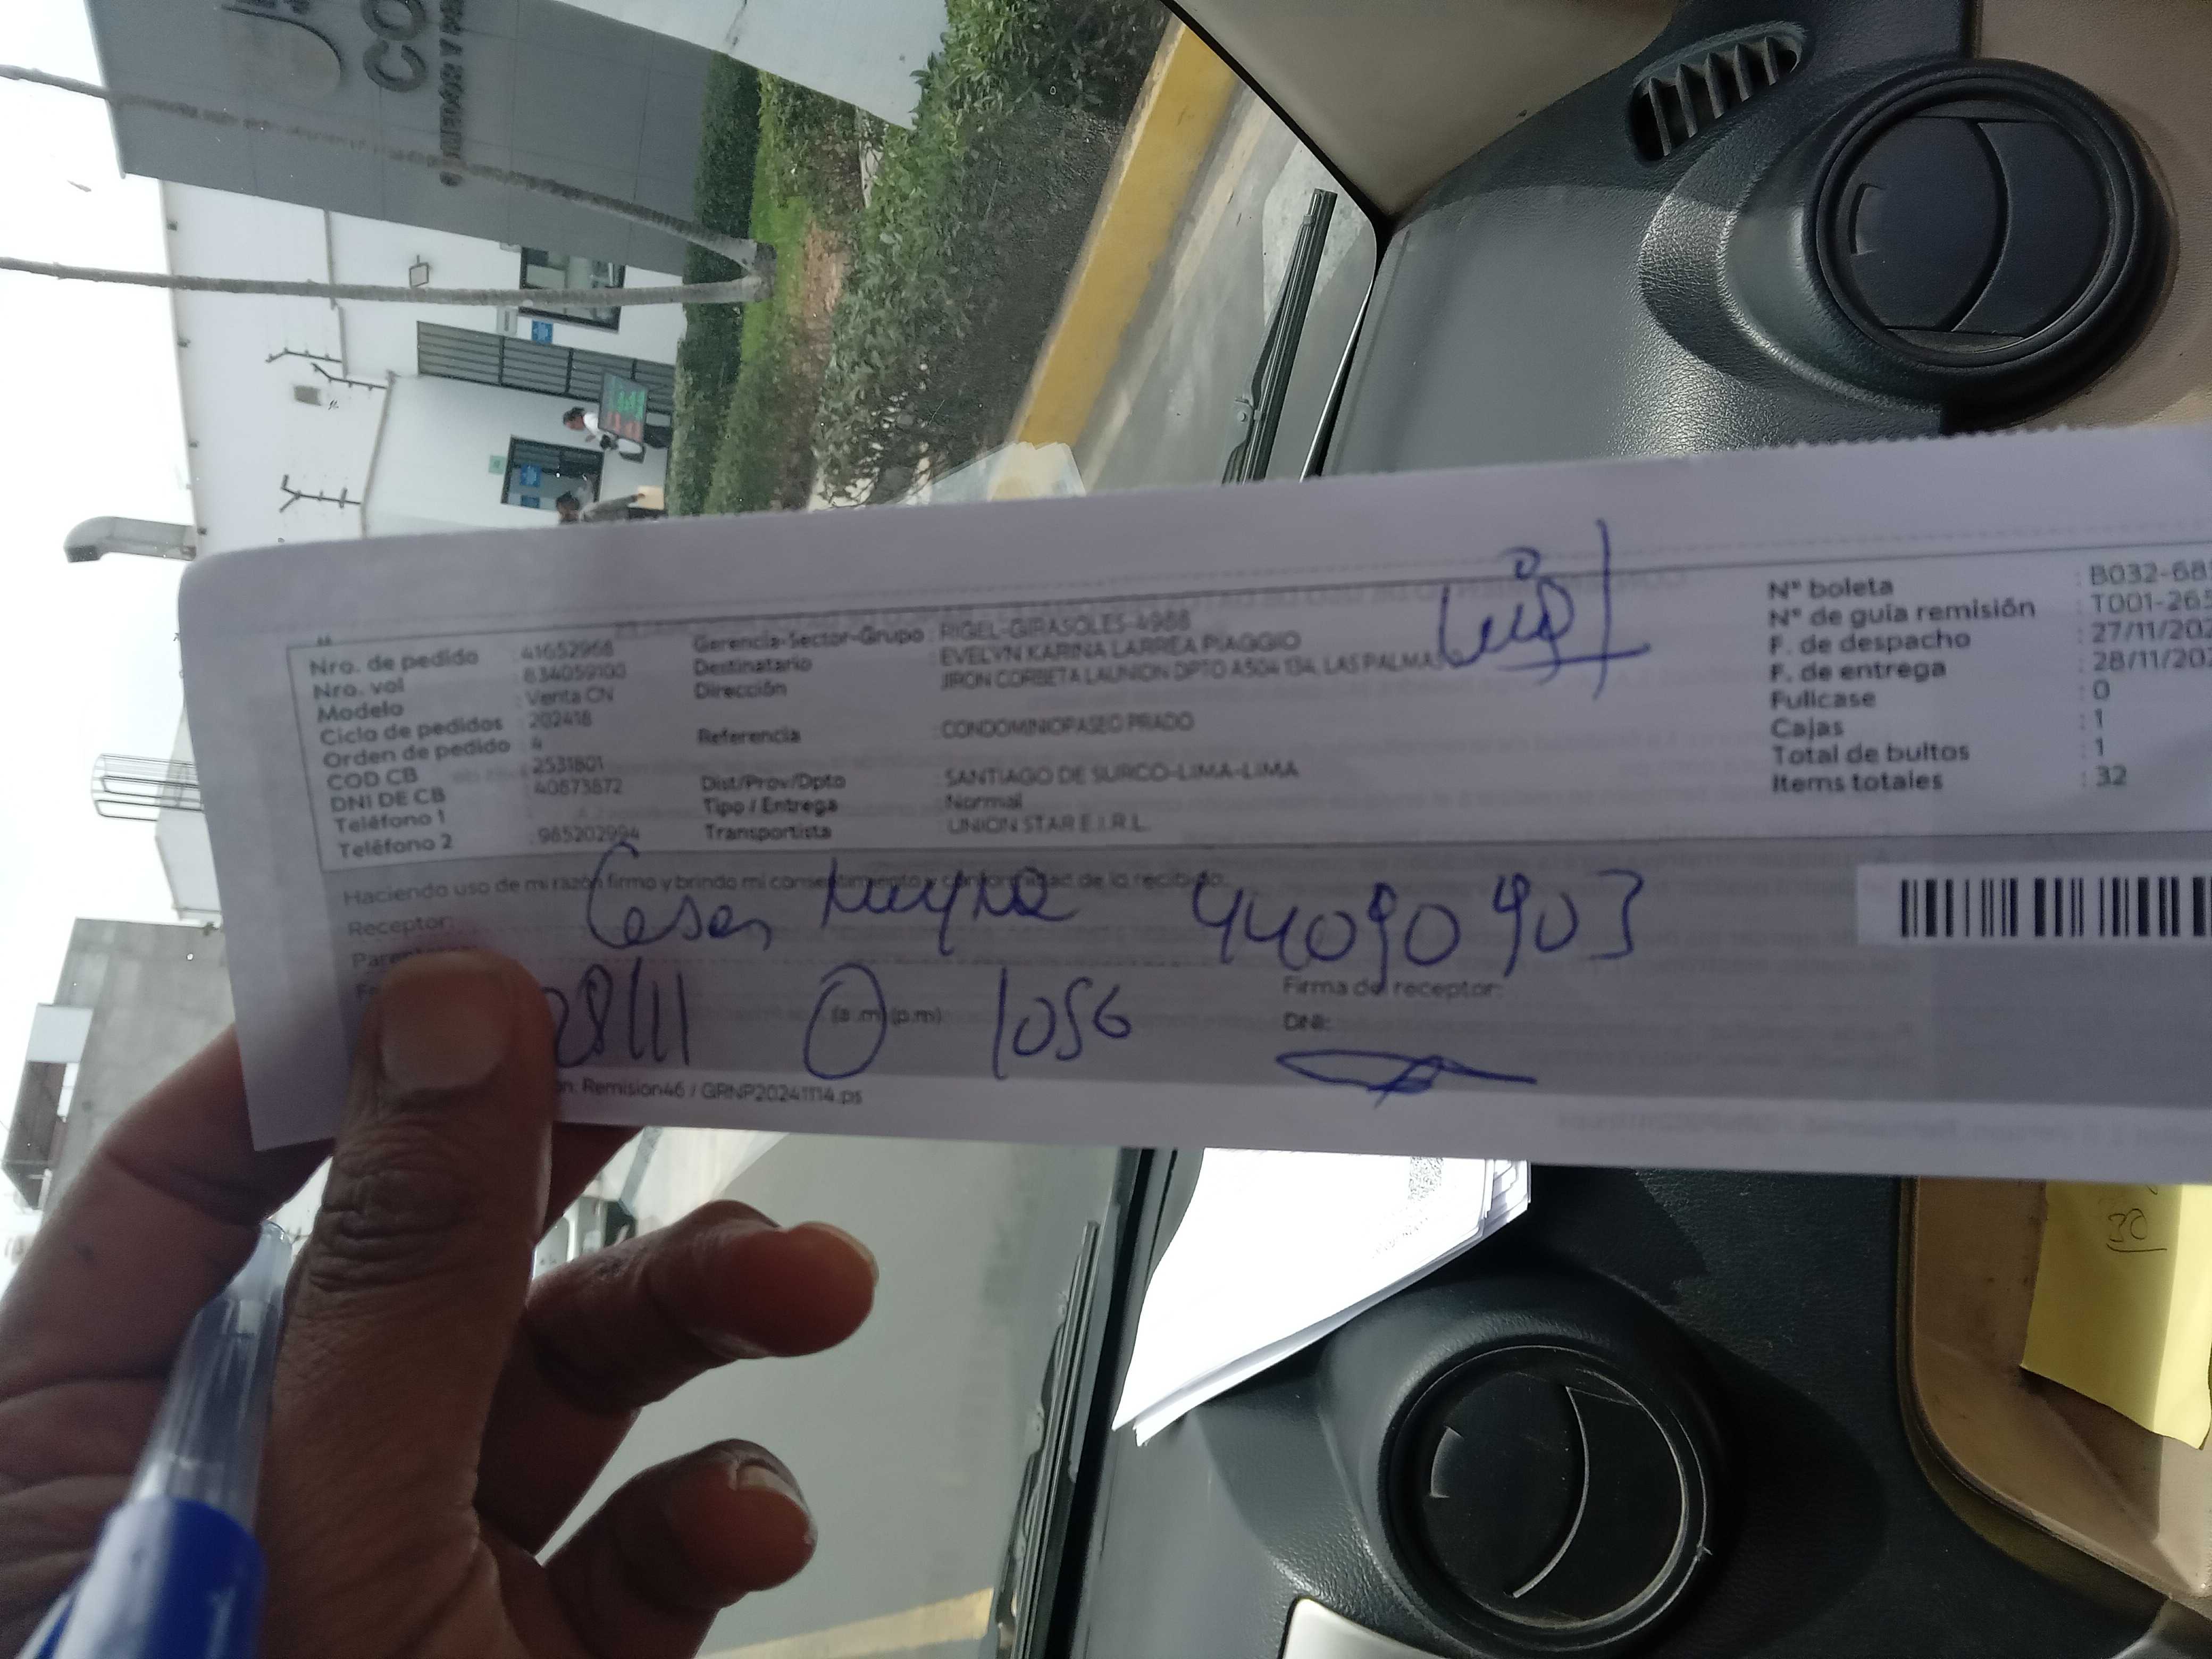 Nro. de pedido : 41652968
Nro. vol : 834059100
Modelo : Venta CN
Ciclo de pedidos : 202418
Orden de pedido : 4
COD CB : 2531801
DNI DE CB : 40873872
Teléfono 1 :
Teléfono 2 : 985202994
Gerencia-Sector-Grupo : RIGEL-GIRASOLES-4988
Destinatario : EVELYN KARINA LARREA PIAGGIO
Dirección : JIRON CORBETA LAUNION DPTO A504 134, LAS PALMAS
Referencia : CONDOMINIOPASEO PRADO
Dist/Prov/Dpto : SANTIAGO DE SURCO-LIMA-LIMA
Tipo / Entrega : Normal
Transportista : UNION STAR E.I.R.L.
N° boleta : B032-68
N° de guía remisión : T001-265
F. de despacho : 27/11/202
F. de entrega : 28/11/202
Fullcase : 0
Cajas : 1
Total de bultos : 1
Items totales : 32
Haciendo uso de mi razón firmo y brindo mi consentimiento y conformidad de lo recibido.
Receptor: Cesar 44090903
28/11 (a.m) (p.m) 1056
Firma del receptor:
DNI:
Remision46 / GRNP20241114.ps
30